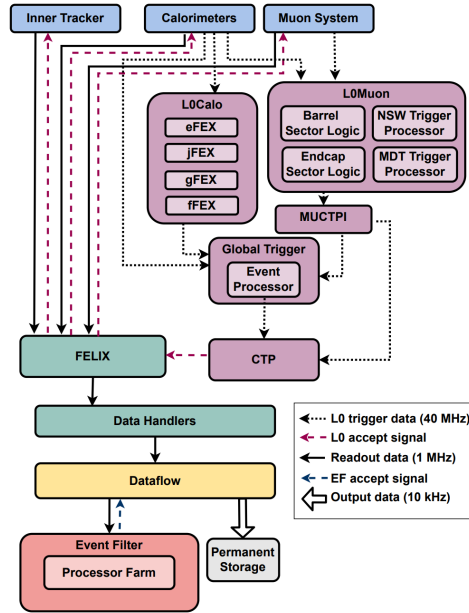 Inner Tracker
Calorimeters
Muon System
L0Calo
eFEX
jFEX
gFEX
fFEX
L0Muon
Barrel
Sector Logic
NSW Trigger
Processor
Endcap
Sector Logic
MDT Trigger
Processor
MUCTPI
Global Trigger
Event
Processor
FELIX
CTP
Data Handlers
Dataflow
Event Filter
Processor Farm
Permanent
Storage
L0 trigger data (40 MHz)
L0 accept signal
Readout data (1 MHz)
EF accept signal
Output data (10 kHz)